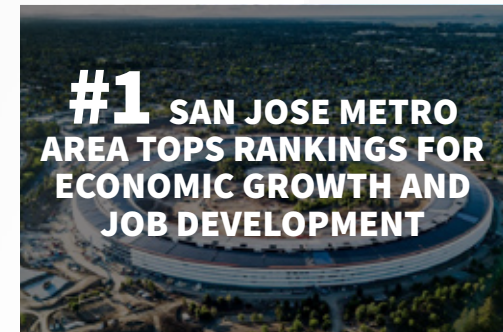 #1 SAN JOSE METRO
AREA TOPS RANKINGS FOR
ECONOMIC GROWTH AND
JOB DEVELOPMENT